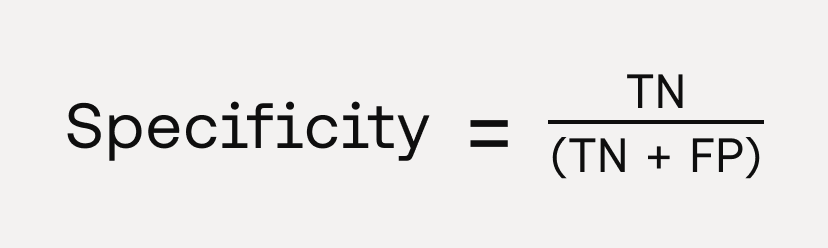 Specificity = TN
(TN + FP)